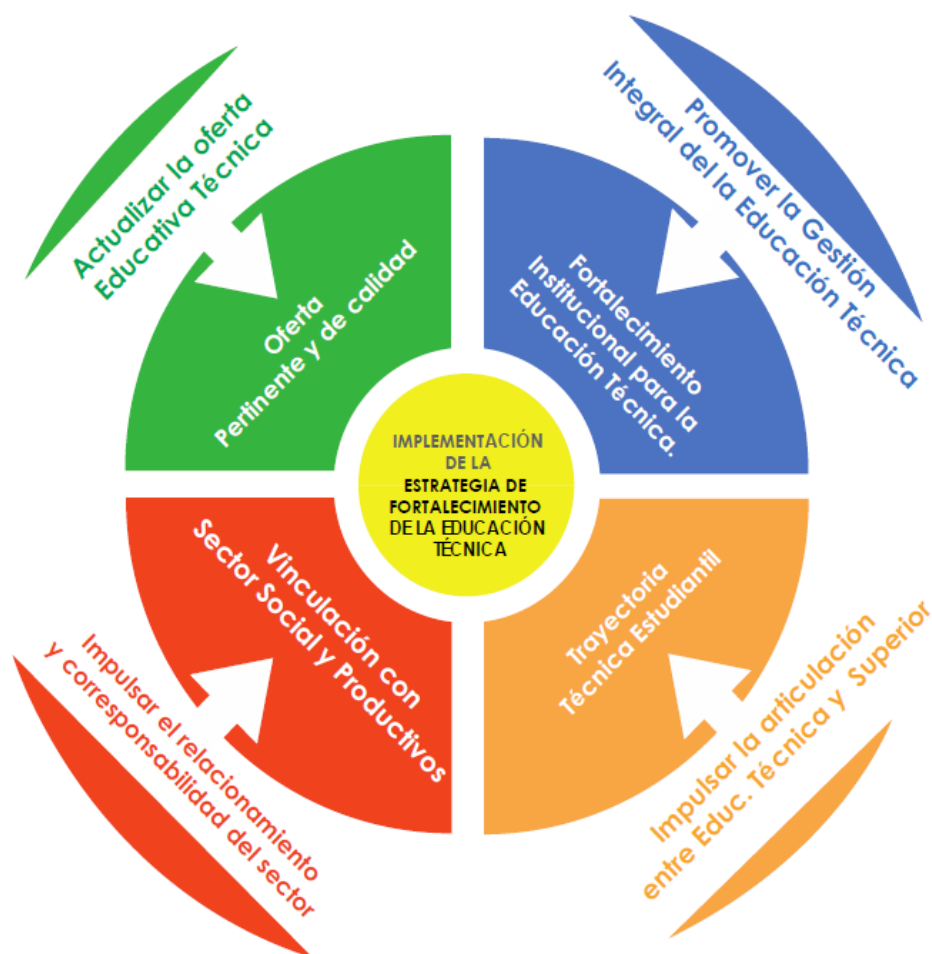 Actualizar la oferta
Educativa Técnica
Oferta
Pertinente y de calidad
Promover la Gestión
Integral del la Educación Técnica
Fortalecimiento
Institucional para la
Educación Técnica.
IMPLEMENTACIÓN
DE LA
ESTRATEGIA DE
FORTALECIMIENTO
DE LA EDUCACIÓN
TÉCNICA
Vinculación con
Sector Social y Productivos
Impulsar el relacionamiento
y corresponsabilidad del sector
Trayectoria
Técnica Estudiantil
Impulsar la articulación
entre Educ. Técnica y Superior